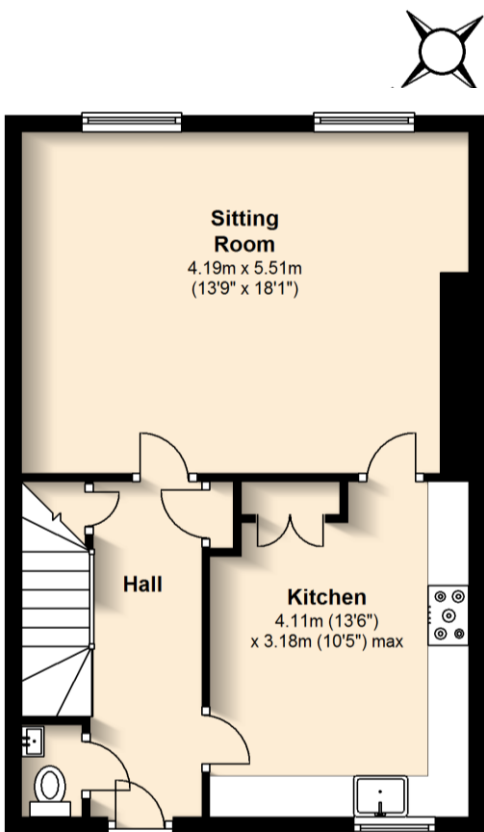 Sitting
Room
4.19m x 5.51m
(13'9" x 18'1")
Hall
Kitchen
4.11m (13'6")
x 3.18m (10'5") max